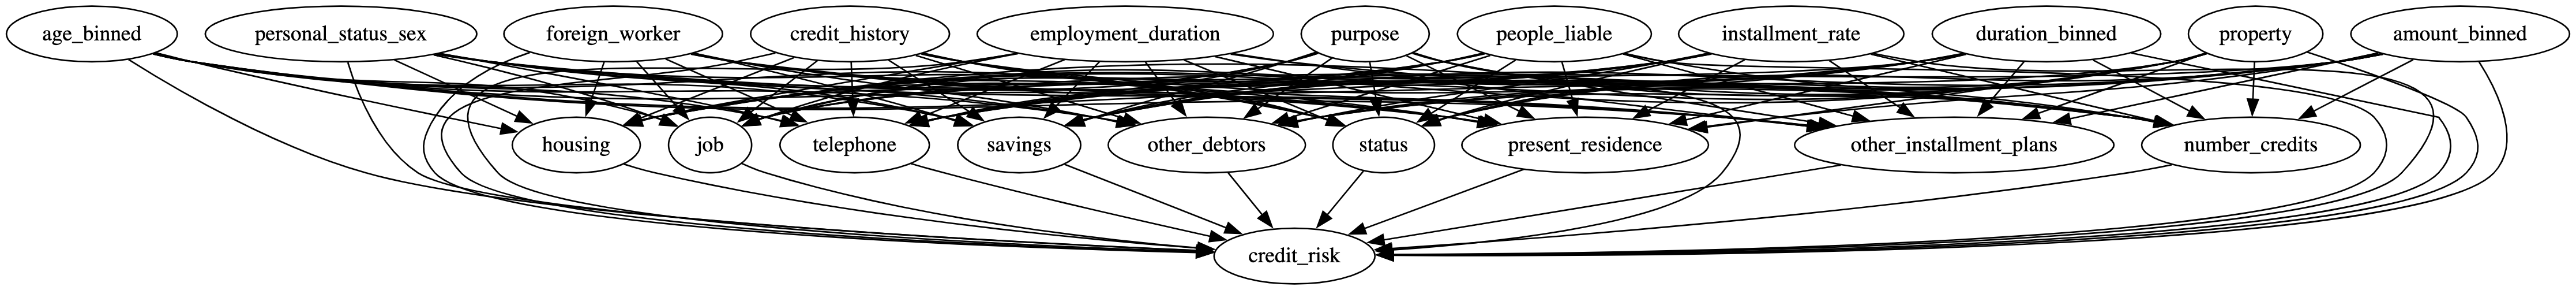 age_binned
personal_status_sex
foreign_worker
credit_history
employment_duration
purpose
people_liable
installment_rate
duration_binned
property
amount_binned
housing
job
telephone
savings
other_debtors
status
present_residence
other_installment_plans
number_credits
credit_risk